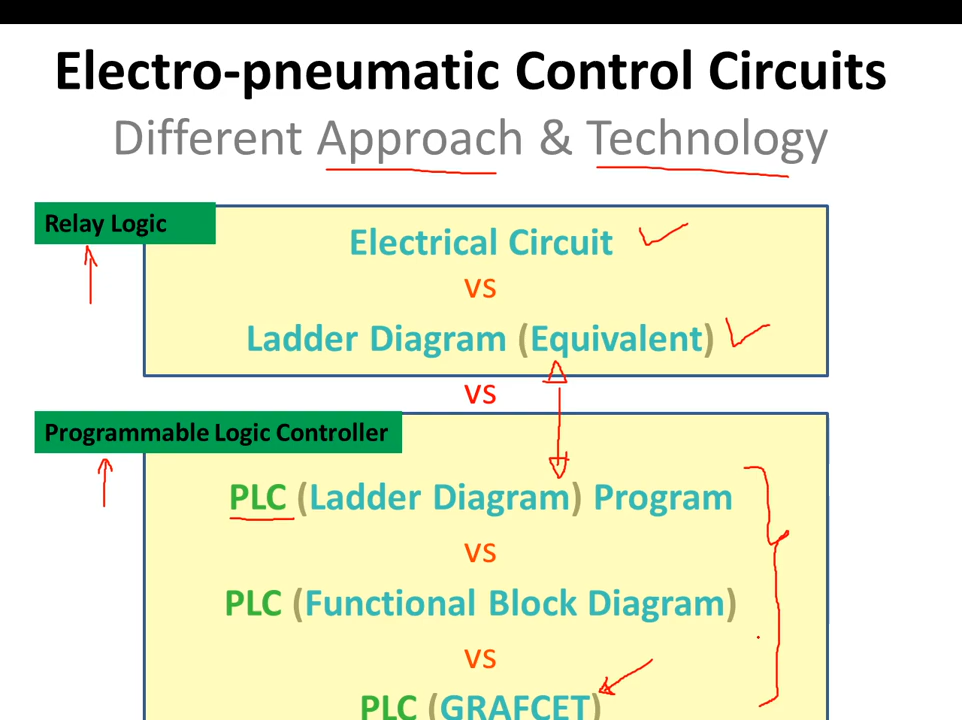 Electro-pneumatic Control Circuits
Different Approach & Technology
Relay Logic
Electrical Circuit
vs
Ladder Diagram (Equivalent)
vs
Programmable Logic Controller
PLC (Ladder Diagram) Program
vs
PLC (Functional Block Diagram)
vs
PLC (GRAFCET)